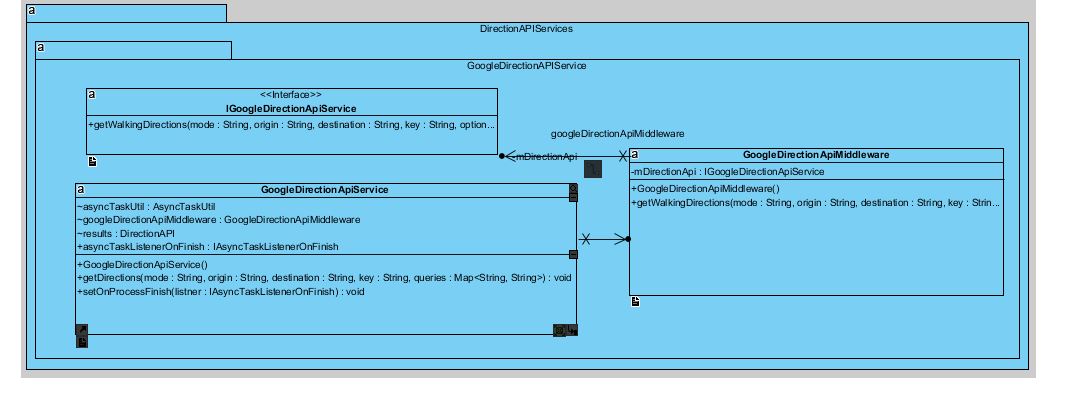 a
DirectionAPIServices
a
GoogleDirectionAPIService
a
<<Interface>>
IGoogleDirectionApiService
+getWalkingDirections(mode : String, origin : String, destination : String, key : String, option...
googleDirectionApiMiddleware
-mDirectionApi
a
GoogleDirectionApiMiddleware
-mDirectionApi : IGoogleDirectionApiService
+GoogleDirectionApiMiddleware()
+getWalkingDirections(mode : String, origin : String, destination : String, key : Strin...
a
GoogleDirectionApiService
~asyncTaskUtil : AsyncTaskUtil
~googleDirectionApiMiddleware : GoogleDirectionApiMiddleware
~results : DirectionAPI
+asyncTaskListenerOnFinish : IAsyncTaskListenerOnFinish
+GoogleDirectionApiService()
+getDirections(mode : String, origin : String, destination : String, key : String, queries : Map<String, String>) : void
+setOnProcessFinish(listner : IAsyncTaskListenerOnFinish) : void